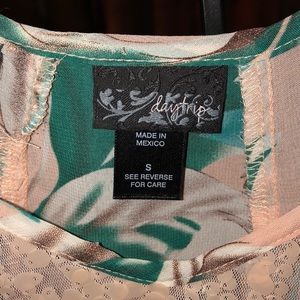 daytrip
MADE IN
MEXICO
S
SEE REVERSE
FOR CARE